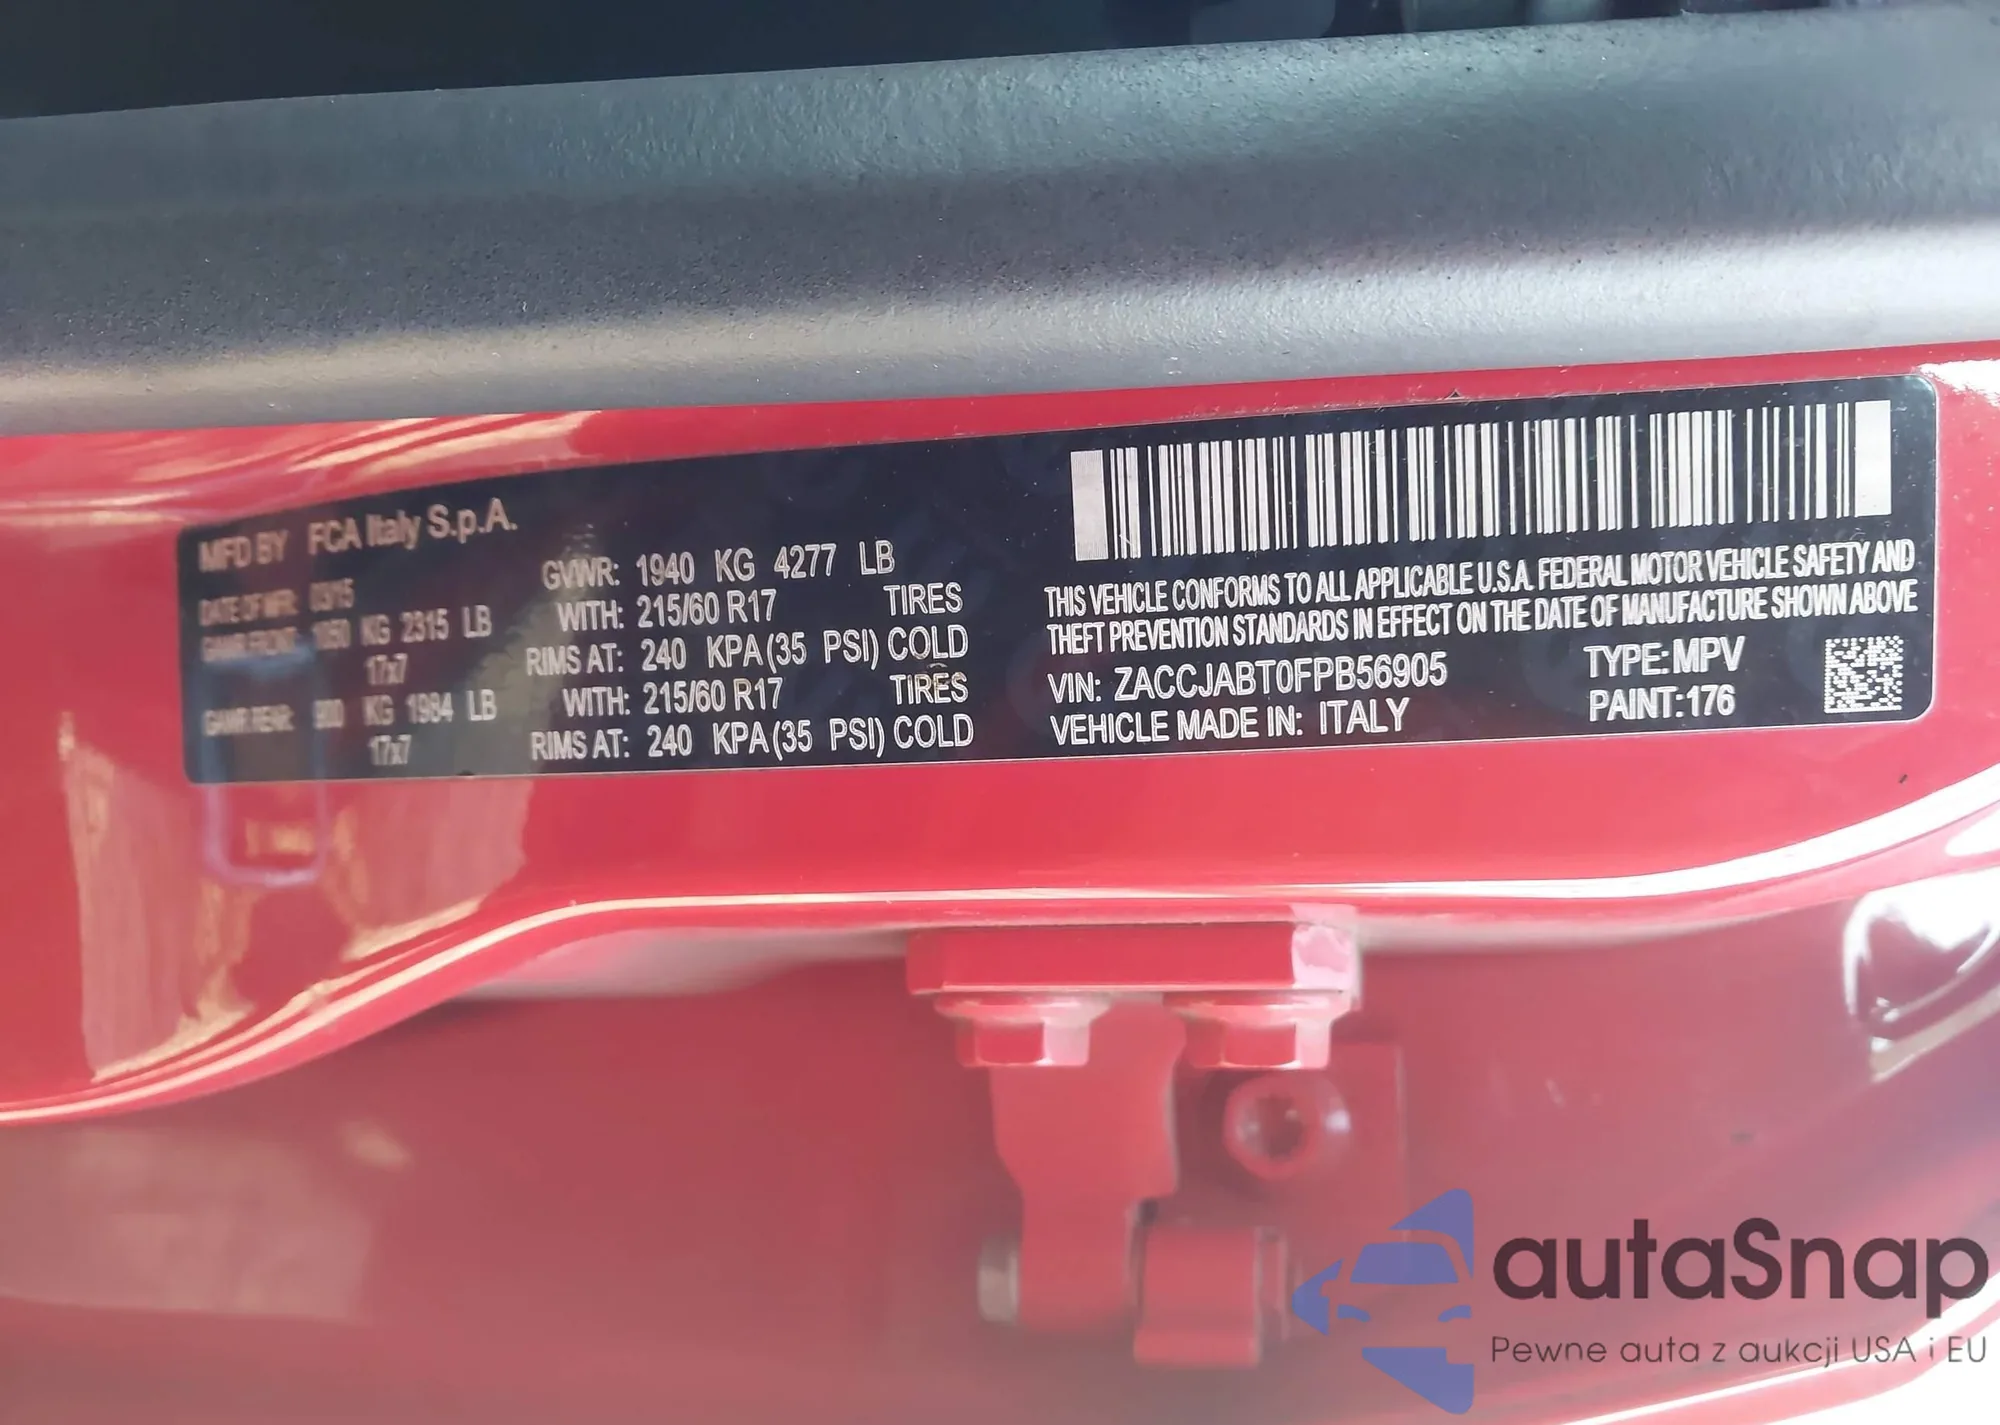 MFD BY FCA Italy S.p.A.
DATE OF MFR: 03/15 GVWR: 1940 KG 4277 LB
GAWR FRONT: 1050 KG 2315 LB WITH: 215/60 R17 TIRES
17x7 RIMS AT: 240 KPA (35 PSI) COLD
GAWR REAR: 900 KG 1984 LB WITH: 215/60 R17 TIRES
17x7 RIMS AT: 240 KPA (35 PSI) COLD
THIS VEHICLE CONFORMS TO ALL APPLICABLE U.S.A. FEDERAL MOTOR VEHICLE SAFETY AND
THEFT PREVENTION STANDARDS IN EFFECT ON THE DATE OF MANUFACTURE SHOWN ABOVE
VIN: ZACCJABT0FPB56905 TYPE: MPV
VEHICLE MADE IN: ITALY PAINT: 176
autaSnap
Pewne auta z aukcji USA i EU